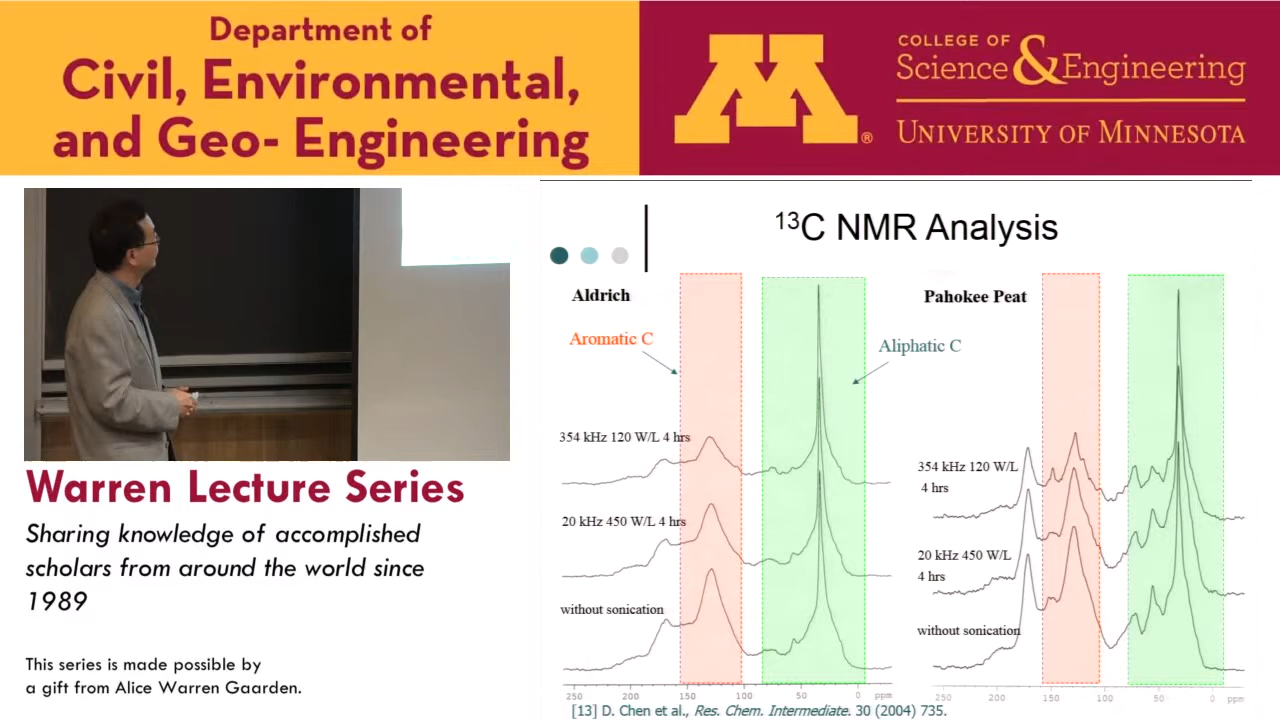 Department of
Civil, Environmental,
and Geo- Engineering
M®
COLLEGE OF
Science & Engineering
UNIVERSITY OF MINNESOTA
Warren Lecture Series
Sharing knowledge of accomplished
scholars from around the world since
1989
This series is made possible by
a gift from Alice Warren Gaarden.
13C NMR Analysis
Aldrich
Aromatic C
Aliphatic C
354 kHz 120 W/L 4 hrs
20 kHz 450 W/L 4 hrs
without sonication
250 200 150 100 50 0 ppm
Pahokee Peat
354 kHz 120 W/L
4 hrs
20 kHz 450 W/L
4 hrs
without sonication
250 200 150 100 50 0 ppm
[13] D. Chen et al., Res. Chem. Intermediate. 30 (2004) 735.